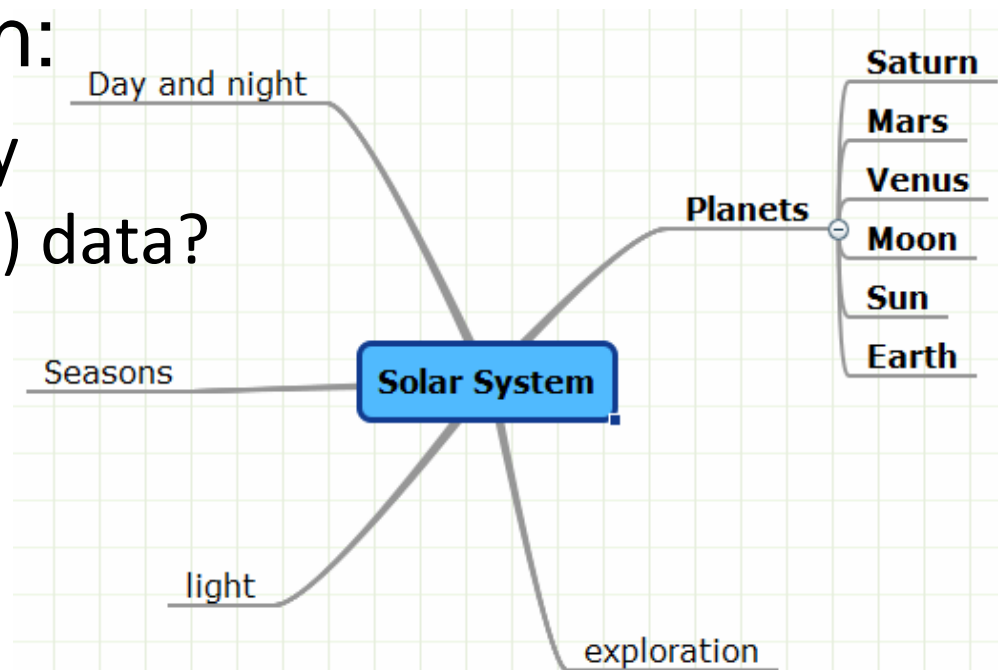 n:
y
) data?
Day and night
Seasons
light
Solar System
exploration
Planets
Saturn
Mars
Venus
Moon
Sun
Earth